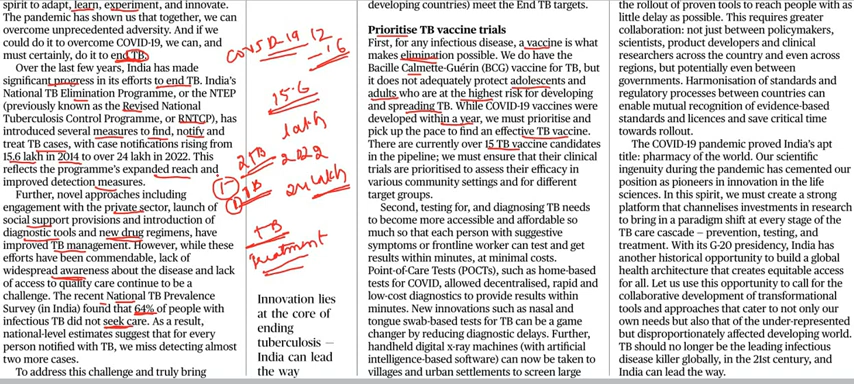 spirit to adapt, learn, experiment, and innovate.
The pandemic has shown us that together, we can
overcome unprecedented adversity. And if we
could do it to overcome COVID-19, we can, and
must certainly, do it to end TB.
Over the last few years, India has made
significant progress in its efforts to end TB. India's
National TB Elimination Programme, or the NTEP
(previously known as the Revised National
Tuberculosis Control Programme, or RNTCP), has
introduced several measures to find, notify and
treat TB cases, with case notifications rising from
15.6 lakh in 2014 to over 24 lakh in 2022. This
reflects the programme's expanded reach and
improved detection measures.
Further, novel approaches including
engagement with the private sector, launch of
social support provisions and introduction of
diagnostic tools and new drug regimens, have
improved TB management. However, while these
efforts have been commendable, lack of
widespread awareness about the disease and lack
of access to quality care continue to be a
challenge. The recent National TB Prevalence
Survey (in India) found that 64% of people with
infectious TB did not seek care. As a result,
national-level estimates suggest that for every
person notified with TB, we miss detecting almost
two more cases.
To address this challenge and truly bring
COVID-19 12
-16
15.6
lakh
2 TB 2022
TB 24 lakh
TB
Treatment
Innovation lies
at the core of
ending
tuberculosis –
India can lead
the way
developing countries) meet the End TB targets.
Prioritise TB vaccine trials
First, for any infectious disease, a vaccine is what
makes elimination possible. We do have the
Bacille Calmette-Guérin (BCG) vaccine for TB, but
it does not adequately protect adolescents and
adults who are at the highest risk for developing
and spreading TB. While COVID-19 vaccines were
developed within a year, we must prioritise and
pick up the pace to find an effective TB vaccine.
There are currently over 15 TB vaccine candidates
in the pipeline; we must ensure that their clinical
trials are prioritised to assess their efficacy in
various community settings and for different
target groups.
Second, testing for, and diagnosing TB needs
to become more accessible and affordable so
much so that each person with suggestive
symptoms or frontline worker can test and get
results within minutes, at minimal costs.
Point-of-Care Tests (POCTs), such as home-based
tests for COVID, allowed decentralised, rapid and
low-cost diagnostics to provide results within
minutes. New innovations such as nasal and
tongue swab-based tests for TB can be a game
changer by reducing diagnostic delays. Further,
handheld digital x-ray machines (with artificial
intelligence-based software) can now be taken to
villages and urban settlements to screen large
the rollout of proven tools to reach people with as
little delay as possible. This requires greater
collaboration: not just between policymakers,
scientists, product developers and clinical
researchers across the country and even across
regions, but potentially even between
governments. Harmonisation of standards and
regulatory processes between countries can
enable mutual recognition of evidence-based
standards and licences and save critical time
towards rollout.
The COVID-19 pandemic proved India's apt
title: pharmacy of the world. Our scientific
ingenuity during the pandemic has cemented our
position as pioneers in innovation in the life
sciences. In this spirit, we must create a strong
platform that channelises investments in research
to bring in a paradigm shift at every stage of the
TB care cascade – prevention, testing, and
treatment. With its G-20 presidency, India has
another historical opportunity to build a global
health architecture that creates equitable access
for all. Let us use this opportunity to call for the
collaborative development of transformational
tools and approaches that cater to not only our
own needs but also that of the under-represented
but disproportionately affected developing world.
TB should no longer be the leading infectious
disease killer globally, in the 21st century, and
India can lead the way.